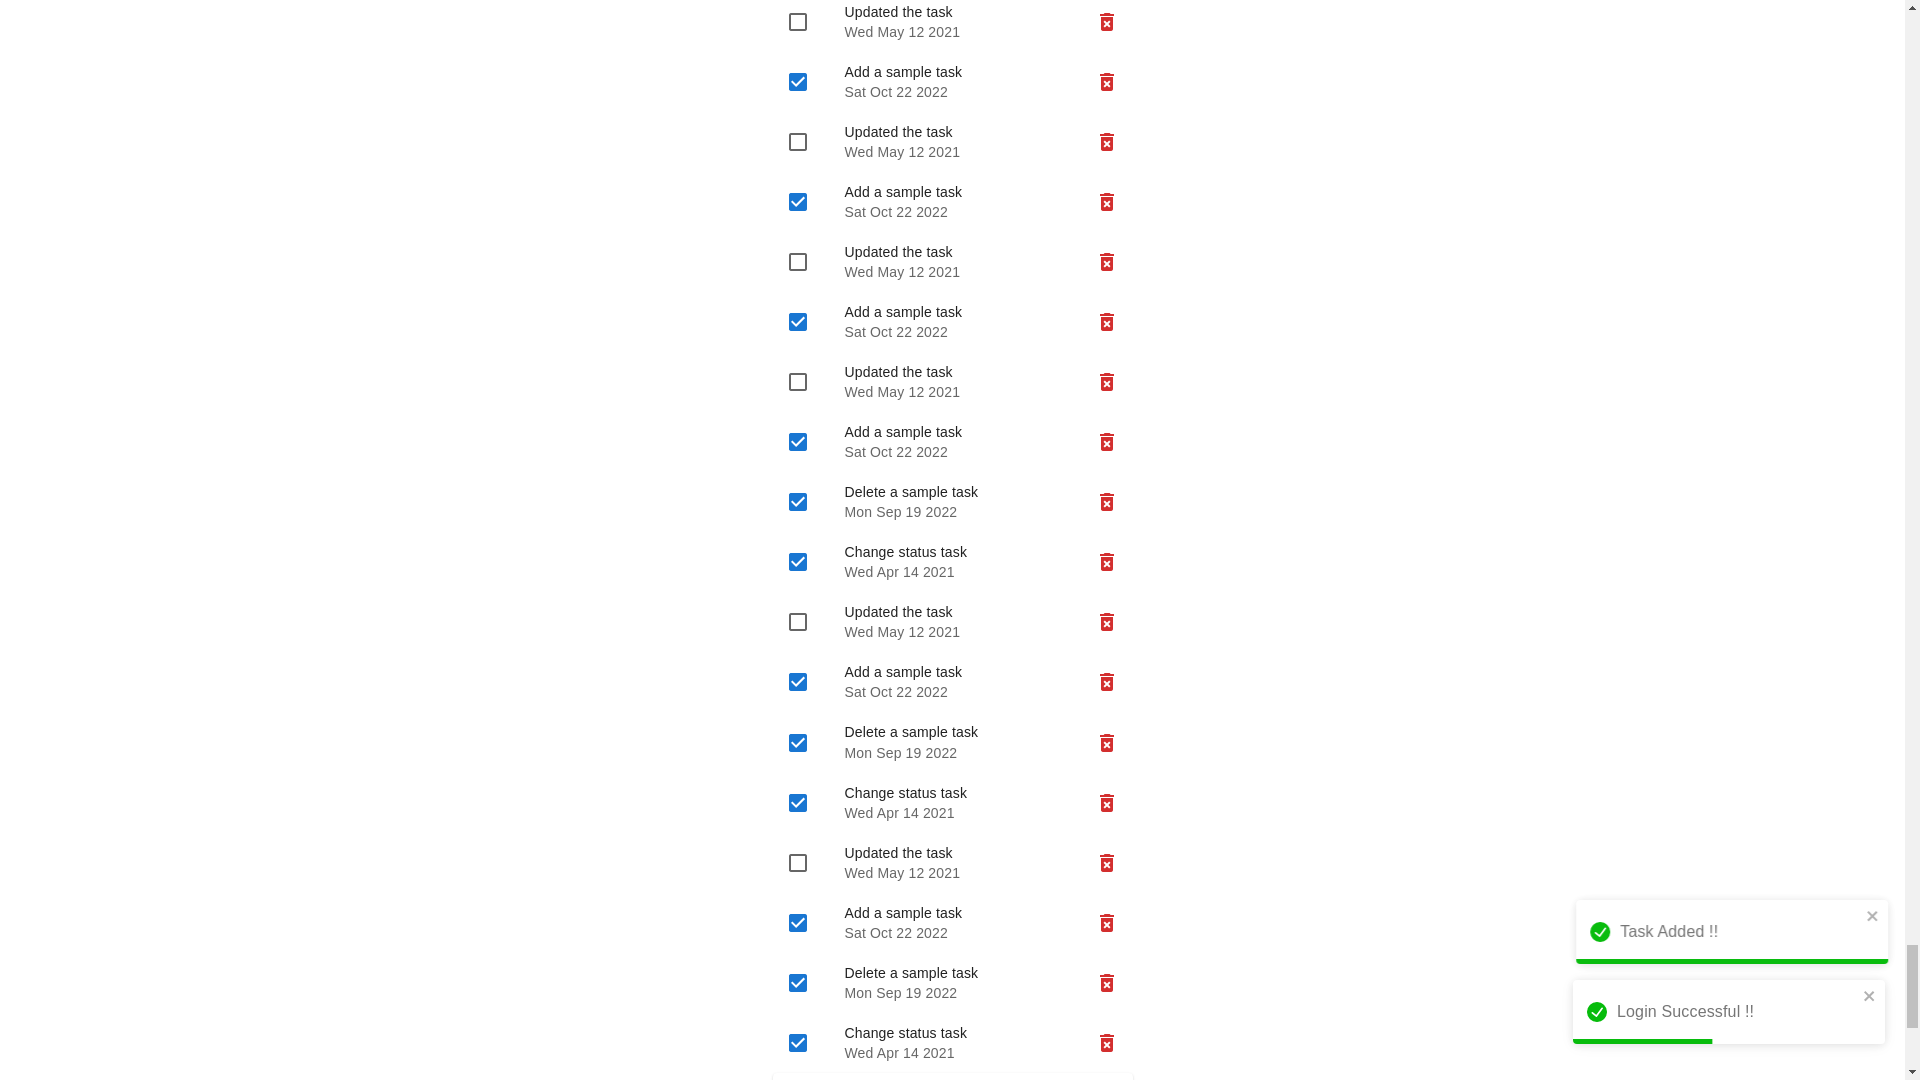 Updated the task
Wed May 12 2021
Add a sample task
Sat Oct 22 2022
Updated the task
Wed May 12 2021
Add a sample task
Sat Oct 22 2022
Updated the task
Wed May 12 2021
Add a sample task
Sat Oct 22 2022
Updated the task
Wed May 12 2021
Add a sample task
Sat Oct 22 2022
Delete a sample task
Mon Sep 19 2022
Change status task
Wed Apr 14 2021
Updated the task
Wed May 12 2021
Add a sample task
Sat Oct 22 2022
Delete a sample task
Mon Sep 19 2022
Change status task
Wed Apr 14 2021
Updated the task
Wed May 12 2021
Add a sample task
Sat Oct 22 2022
Delete a sample task
Mon Sep 19 2022
Change status task
Wed Apr 14 2021
Task Added !!
Login Successful !!